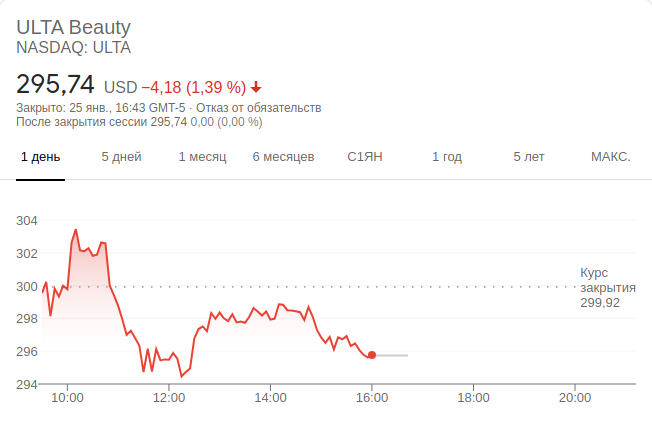 ULTA Beauty
NASDAQ: ULTA
295,74 USD −4,18 (1,39 %)
Закрыто: 25 янв., 16:43 GMT-5 · Отказ от обязательств
После закрытия сессии 295,74 0,00 (0,00 %)
1 день 5 дней 1 месяц 6 месяцев С1ЯН 1 год 5 лет МАКС.
304
302
300
298
296
294
Курс
закрытия
299,92
10:00 12:00 14:00 16:00 18:00 20:00